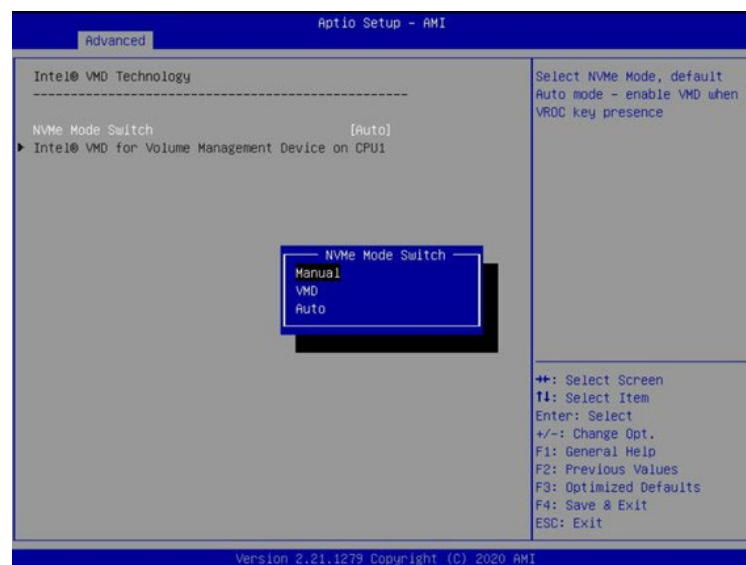 Aptio Setup - AMI
Advanced
Intel® VMD Technology
--------------------------------------------------
NVMe Mode Switch [Auto]
▶ Intel® VMD for Volume Management Device on CPU1
NVMe Mode Switch
Manual
VMD
Auto
Select NVMe Mode, default
Auto mode - enable VMD when
VROC key presence
→←: Select Screen
↑↓: Select Item
Enter: Select
+/-: Change Opt.
F1: General Help
F2: Previous Values
F3: Optimized Defaults
F4: Save & Exit
ESC: Exit
Version 2.21.1279 Copyright (C) 2020 AMI